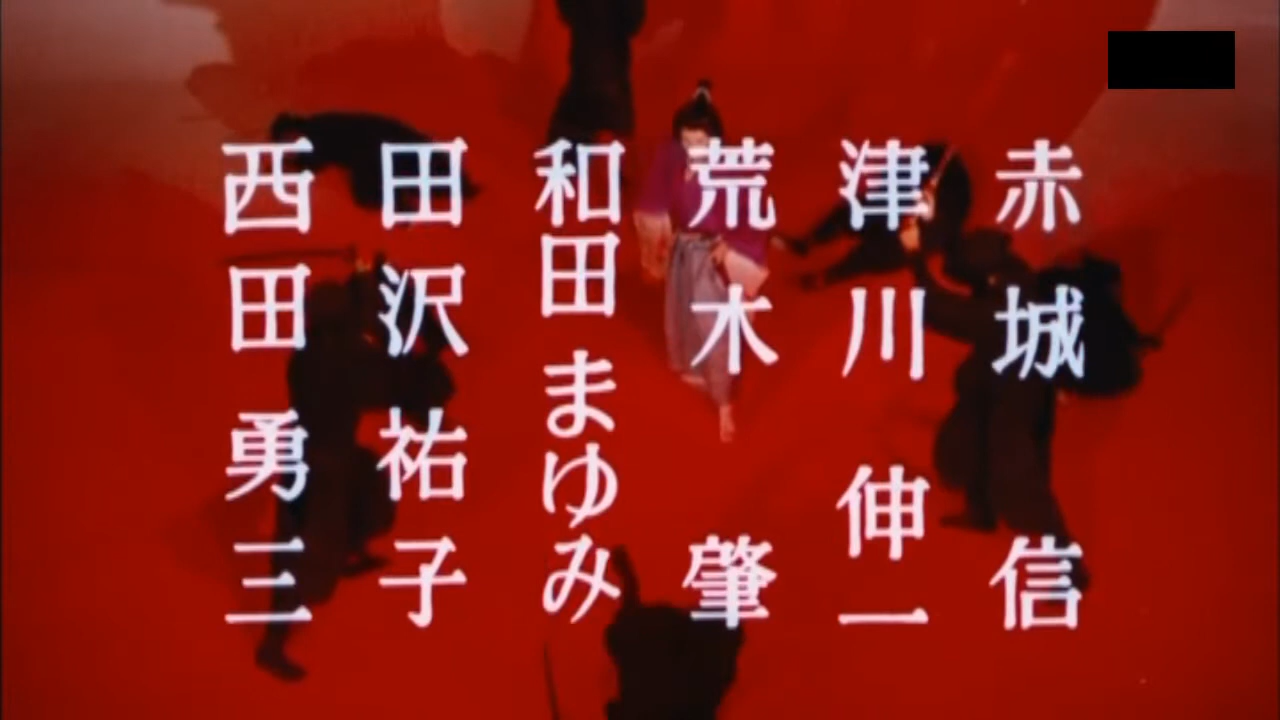 赤城信
津川伸一
荒木肇
和田まゆみ
田沢祐子
西田勇三